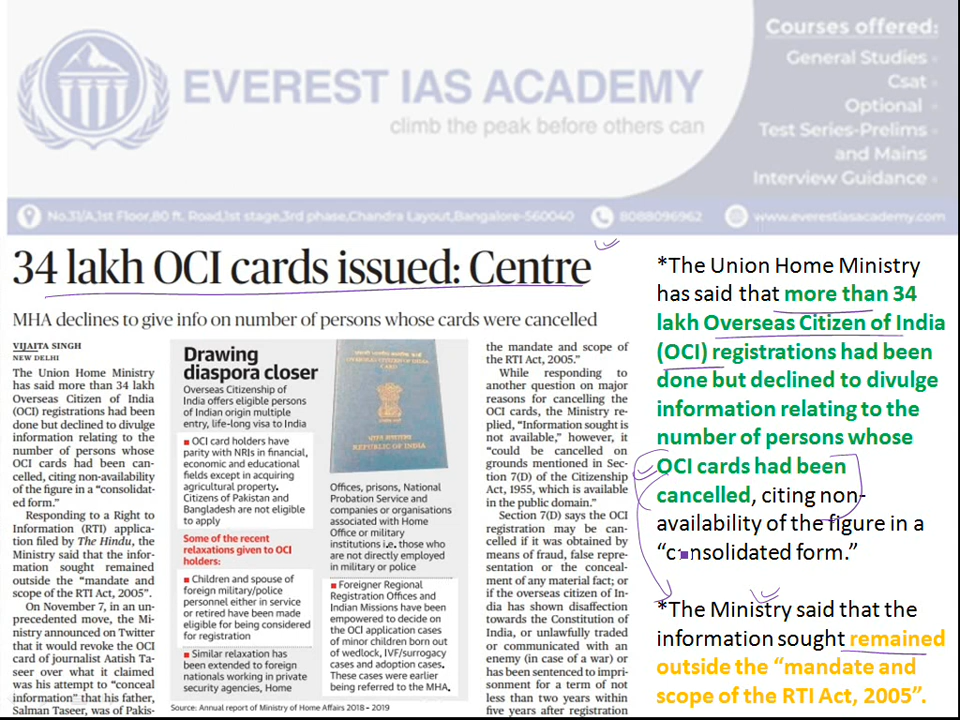 Courses offered:
General Studies
Csat
Optional
Test Series-Prelims
and Mains
Interview Guidance
EVEREST IAS ACADEMY
climb the peak before others can
No.31/A,1st Floor,80 ft. Road,1st stage,3rd phase,Chandra Layout,Bangalore-560040
8088096962
www.everestiasacademy.com
34 lakh OCI cards issued: Centre
MHA declines to give info on number of persons whose cards were cancelled
VIJAITA SINGH
NEW DELHI
The Union Home Ministry
has said more than 34 lakh
Overseas Citizen of India
(OCI) registrations had been
done but declined to divulge
information relating to the
number of persons whose
OCI cards had been can-
celled, citing non-availability
of the figure in a “consolidat-
ed form.”
Responding to a Right to
Information (RTI) applica-
tion filed by The Hindu, the
Ministry said that the infor-
mation sought remained
outside the “mandate and
scope of the RTI Act, 2005”.
On November 7, in an un-
precedented move, the Mi-
nistry announced on Twitter
that it would revoke the OCI
card of journalist Aatish Ta-
seer over what it claimed
was his attempt to “conceal
information” that his father,
Salman Taseer, was of Pakis-
Drawing
diaspora closer
Overseas Citizenship of
India offers eligible persons
of Indian origin multiple
entry, life-long visa to India
■ OCI card holders have
parity with NRIs in financial,
economic and educational
fields except in acquiring
agricultural property.
Citizens of Pakistan and
Bangladesh are not eligible
to apply
Some of the recent
relaxations given to OCI
holders:
■ Children and spouse of
foreign military/police
personnel either in service
or retired have been made
eligible for being considered
for registration
■ Similar relaxation has
been extended to foreign
nationals working in private
security agencies, Home
REPUBLIC OF INDIA
Offices, prisons, National
Probation Service and
companies or organisations
associated with Home
Office or military
institutions i.e. those who
are not directly employed
in military or police
■ Foreigner Regional
Registration Offices and
Indian Missions have been
empowered to decide on
the OCI application cases
of minor children born out
of wedlock, IVF/surrogacy
cases and adoption cases.
These cases were earlier
being referred to the MHA.
Source: Annual report of Ministry of Home Affairs 2018 - 2019
the mandate and scope of
the RTI Act, 2005.”
While responding to
another question on major
reasons for cancelling the
OCI cards, the Ministry re-
plied, “Information sought is
not available,” however, it
“could be cancelled on
grounds mentioned in Sec-
tion 7(D) of the Citizenship
Act, 1955, which is available
in the public domain.”
Section 7(D) says the OCI
registration may be can-
celled if it was obtained by
means of fraud, false repre-
sentation or the conceal-
ment of any material fact; or
if the overseas citizen of In-
dia has shown disaffection
towards the Constitution of
India, or unlawfully traded
or communicated with an
enemy (in case of a war) or
has been sentenced to impri-
sonment for a term of not
less than two years within
five years after registration
*The Union Home Ministry
has said that more than 34
lakh Overseas Citizen of India
(OCI) registrations had been
done but declined to divulge
information relating to the
number of persons whose
OCI cards had been
cancelled, citing non-
availability of the figure in a
“consolidated form.”
*The Ministry said that the
information sought remained
outside the “mandate and
scope of the RTI Act, 2005”.